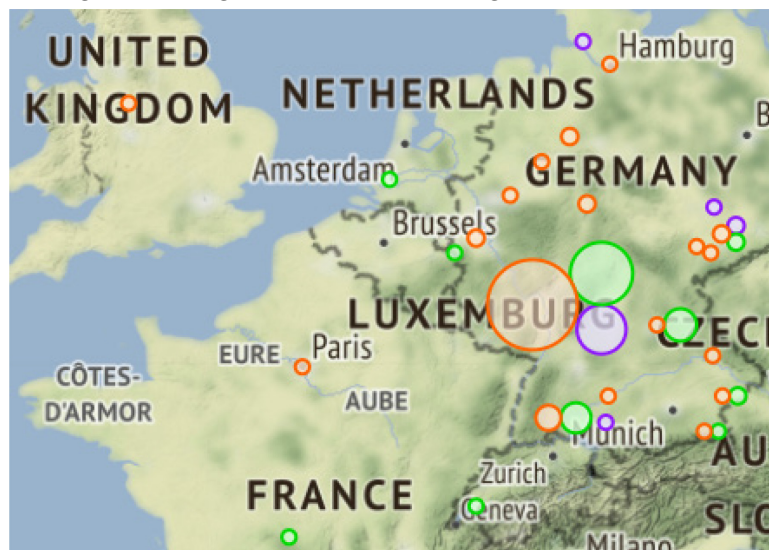 UNITED
KINGDOM
Hamburg
NETHERLANDS
B
Amsterdam
GERMANY
Brussels
LUXEMBURG
CZECH
EURE
Paris
CÔTES-
D'ARMOR
AUBE
Munich
AU
Zurich
FRANCE
Geneva
SLO
Milano